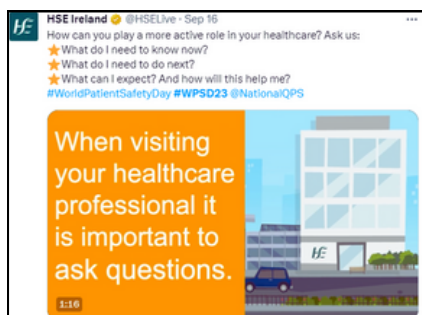 HSE Ireland @HSELive · Sep 16
How can you play a more active role in your healthcare? Ask us:
⭐What do I need to know now?
⭐What do I need to do next?
⭐What can I expect? And how will this help me?
#WorldPatientSafetyDay #WPSD23 @NationalQPS
When visiting
your healthcare
professional it
is important to
ask questions.
1:16